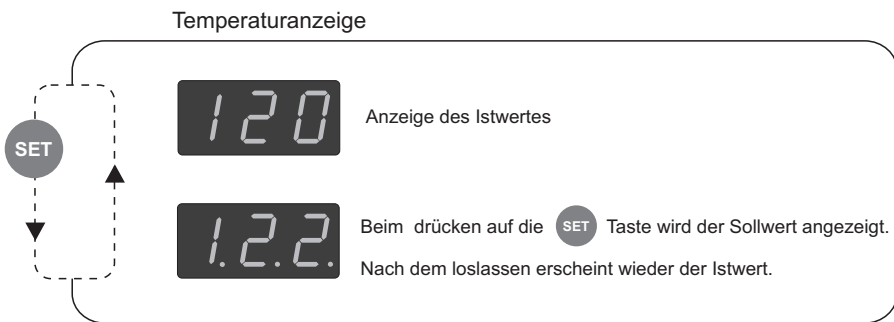 Temperaturanzeige
120
Anzeige des Istwertes
SET
1.2.2.
Beim drücken auf die SET Taste wird der Sollwert angezeigt.
Nach dem loslassen erscheint wieder der Istwert.